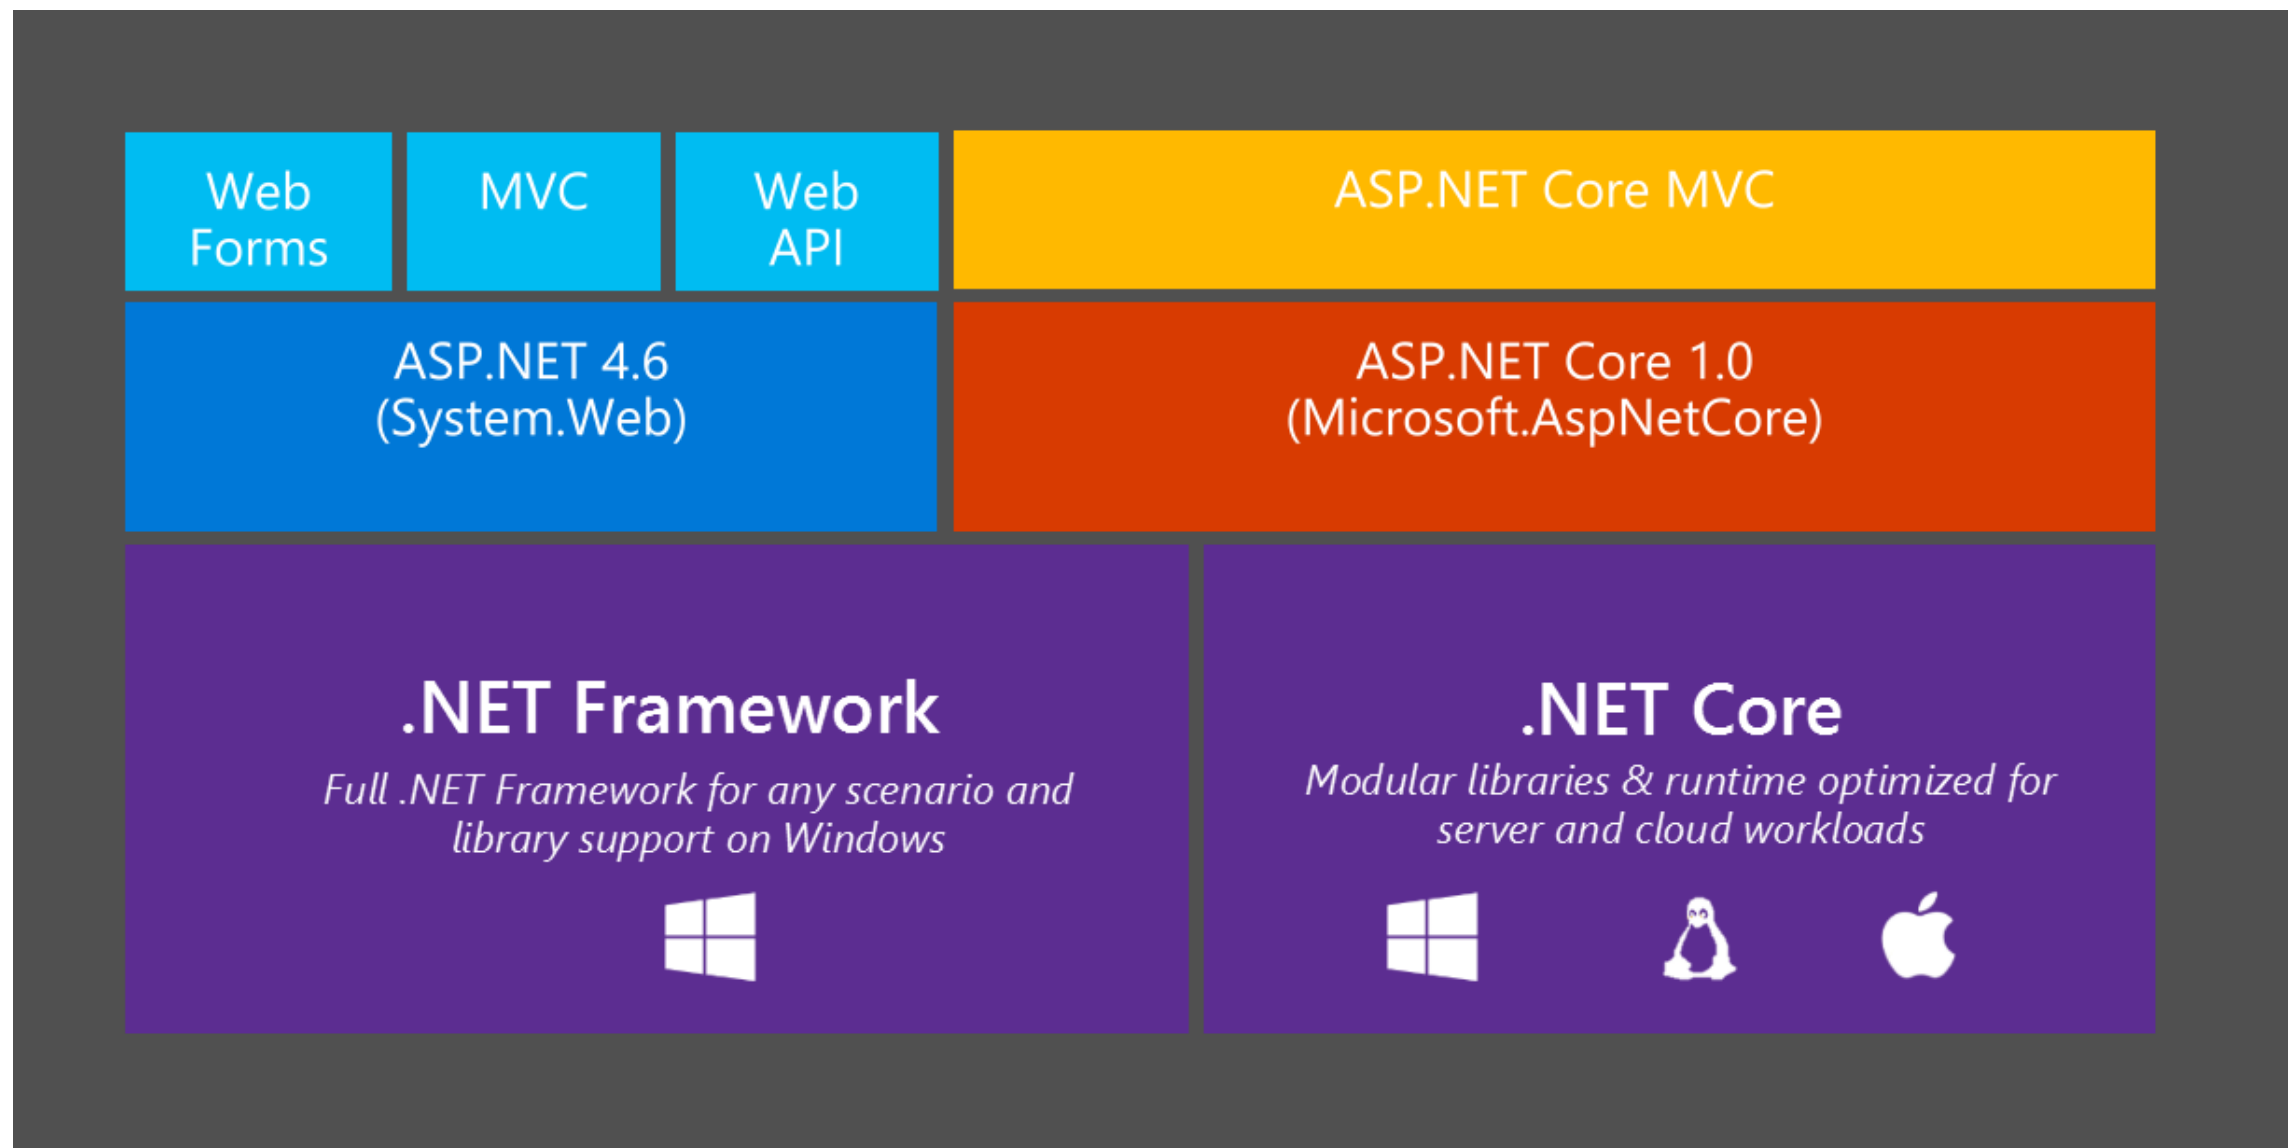 Web
Forms
MVC
Web
API
ASP.NET Core MVC
ASP.NET 4.6
(System.Web)
ASP.NET Core 1.0
(Microsoft.AspNetCore)
.NET Framework
Full .NET Framework for any scenario and
library support on Windows
.NET Core
Modular libraries & runtime optimized for
server and cloud workloads